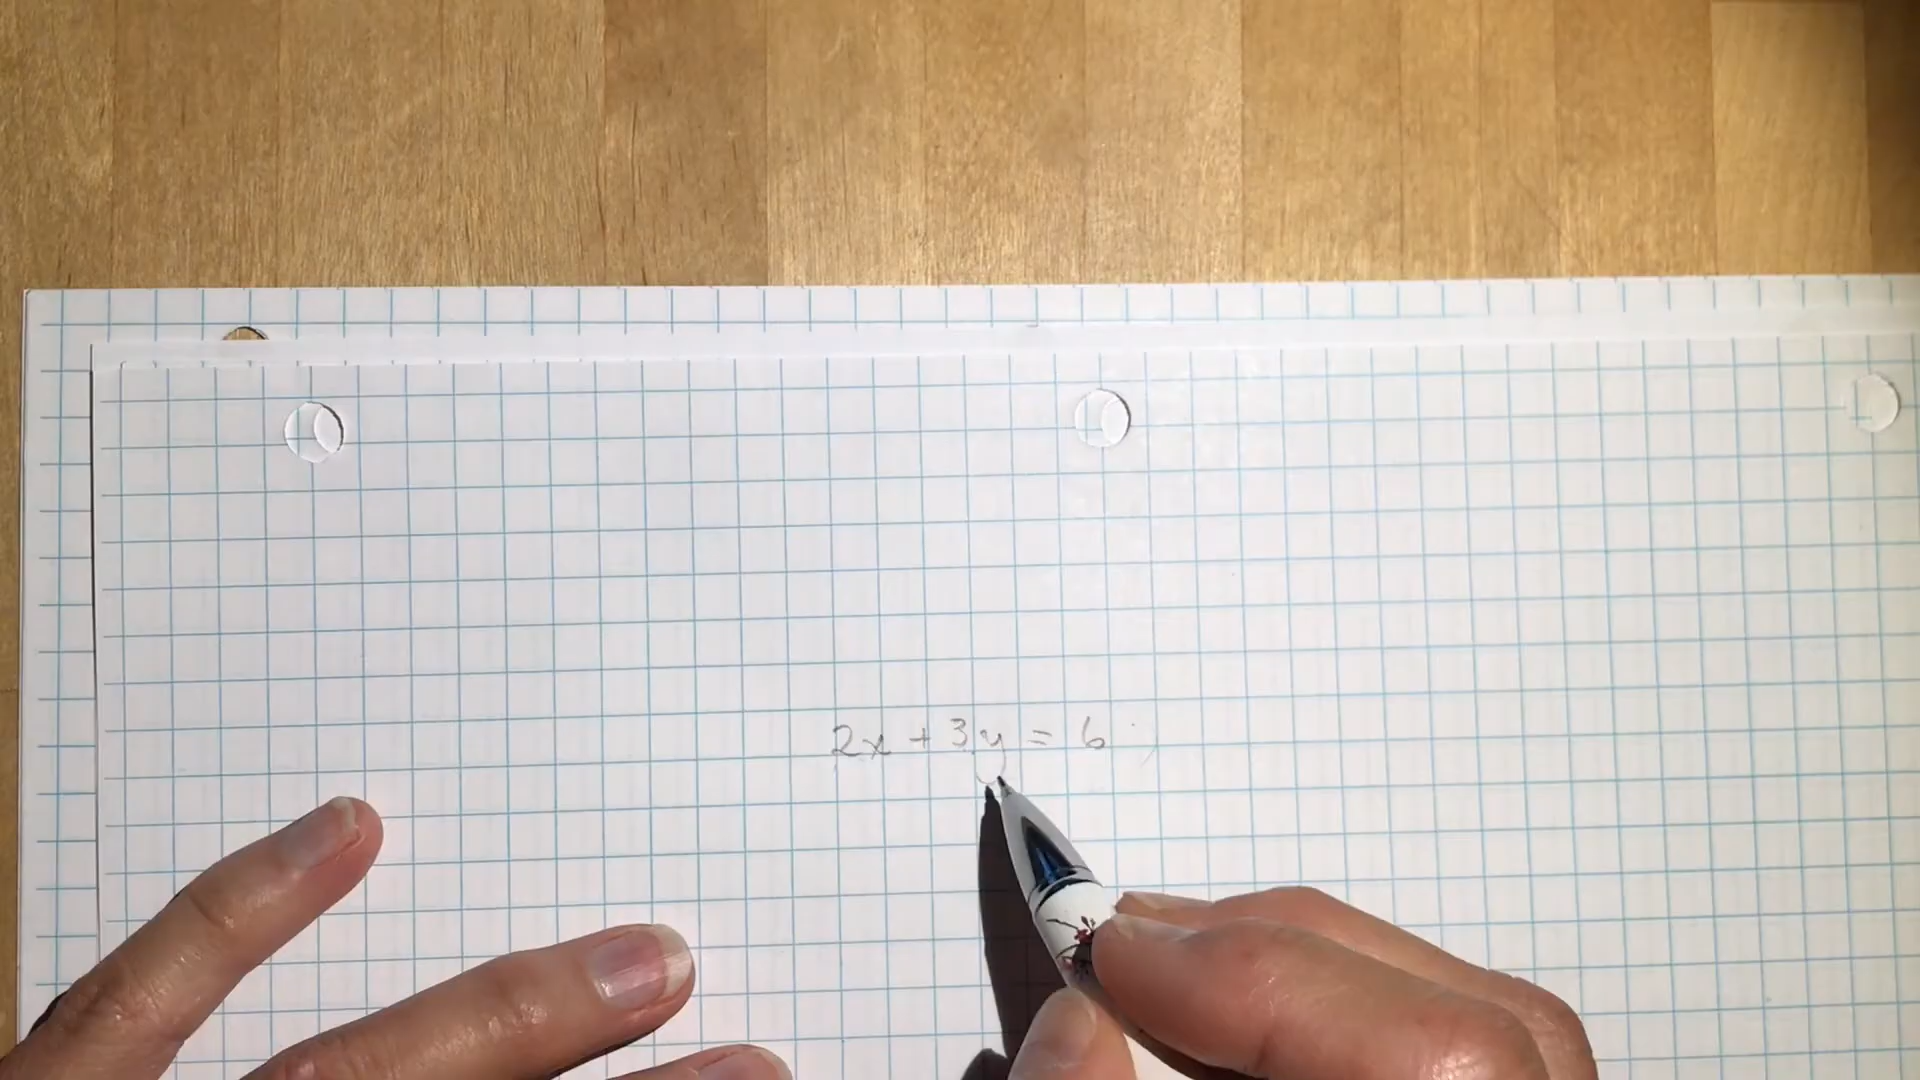 2x + 3y = 6